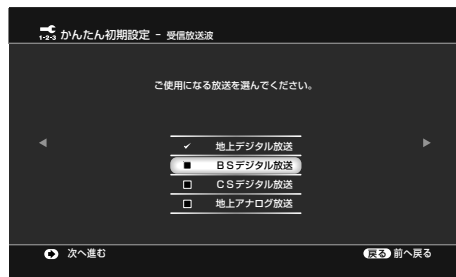 1-2-3 かんたん初期設定 - 受信放送波
ご使用になる放送を選んでください。
地上デジタル放送
BSデジタル放送
CSデジタル放送
地上アナログ放送
次へ進む 戻る 前へ戻る